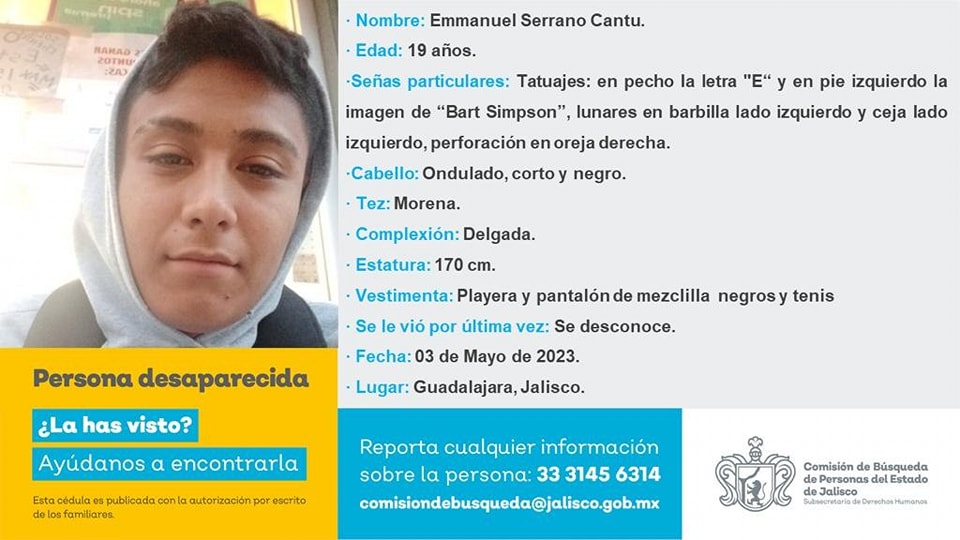 · Nombre: Emmanuel Serrano Cantu.
· Edad: 19 años.
·Señas particulares: Tatuajes: en pecho la letra "E“ y en pie izquierdo la
imagen de “Bart Simpson”, lunares en barbilla lado izquierdo y ceja lado
izquierdo, perforación en oreja derecha.
·Cabello: Ondulado, corto y negro.
· Tez: Morena.
· Complexión: Delgada.
· Estatura: 170 cm.
· Vestimenta: Playera y pantalón de mezclilla negros y tenis
· Se le vió por última vez: Se desconoce.
· Fecha: 03 de Mayo de 2023.
· Lugar: Guadalajara, Jalisco.
Persona desaparecida
¿La has visto?
Ayúdanos a encontrarla
Esta cédula es publicada con la autorización por escrito
de los familiares.
Reporta cualquier información
sobre la persona: 33 3145 6314
comisiondebusqueda@jalisco.gob.mx
Comisión de Búsqueda
de Personas del Estado
de Jalisco
Subsecretaría de Derechos Humanos